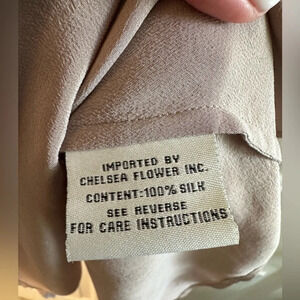 IMPORTED BY
CHELSEA FLOWER INC.
CONTENT:100% SILK
SEE REVERSE
FOR CARE INSTRUCTIONS